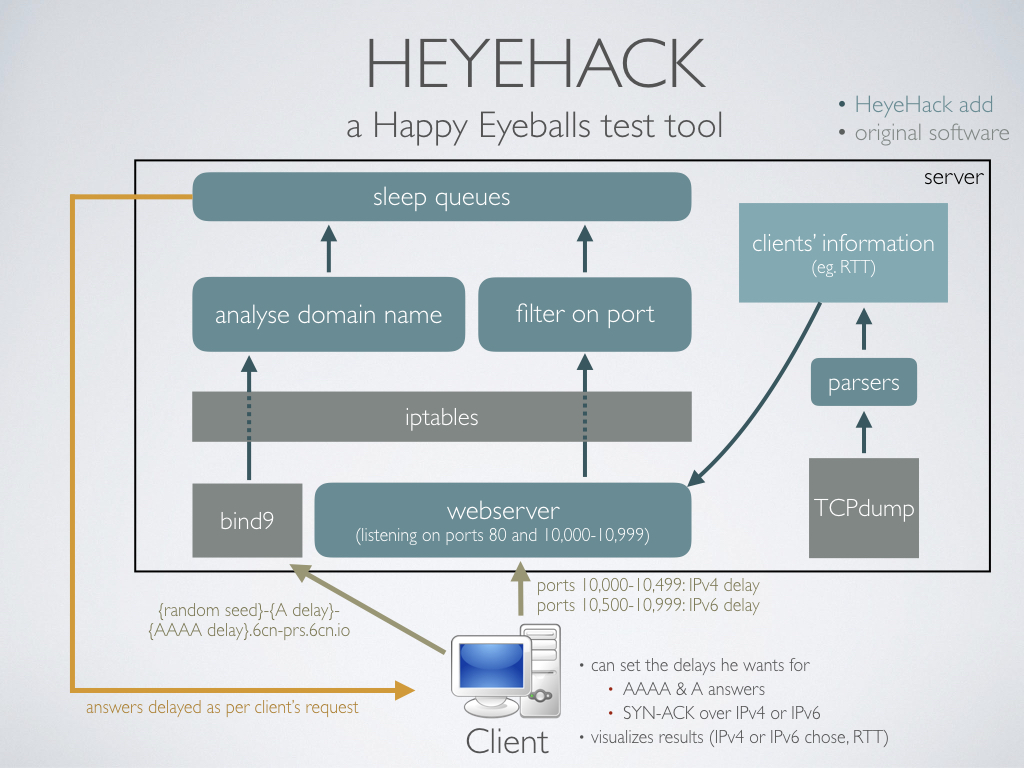 HEYEHACK
a Happy Eyeballs test tool
• HeyeHack add
• original software
server
sleep queues
clients' information
(eg. RTT)
analyse domain name
filter on port
parsers
iptables
TCPdump
bind9
webserver
(listening on ports 80 and 10,000-10,999)
ports 10,000-10,499: IPv4 delay
ports 10,500-10,999: IPv6 delay
{random seed}-{A delay}-
{AAAA delay}.6cn-prs.6cn.io
answers delayed as per client's request
Client
• can set the delays he wants for
• AAAA & A answers
• SYN-ACK over IPv4 or IPv6
• visualizes results (IPv4 or IPv6 chose, RTT)